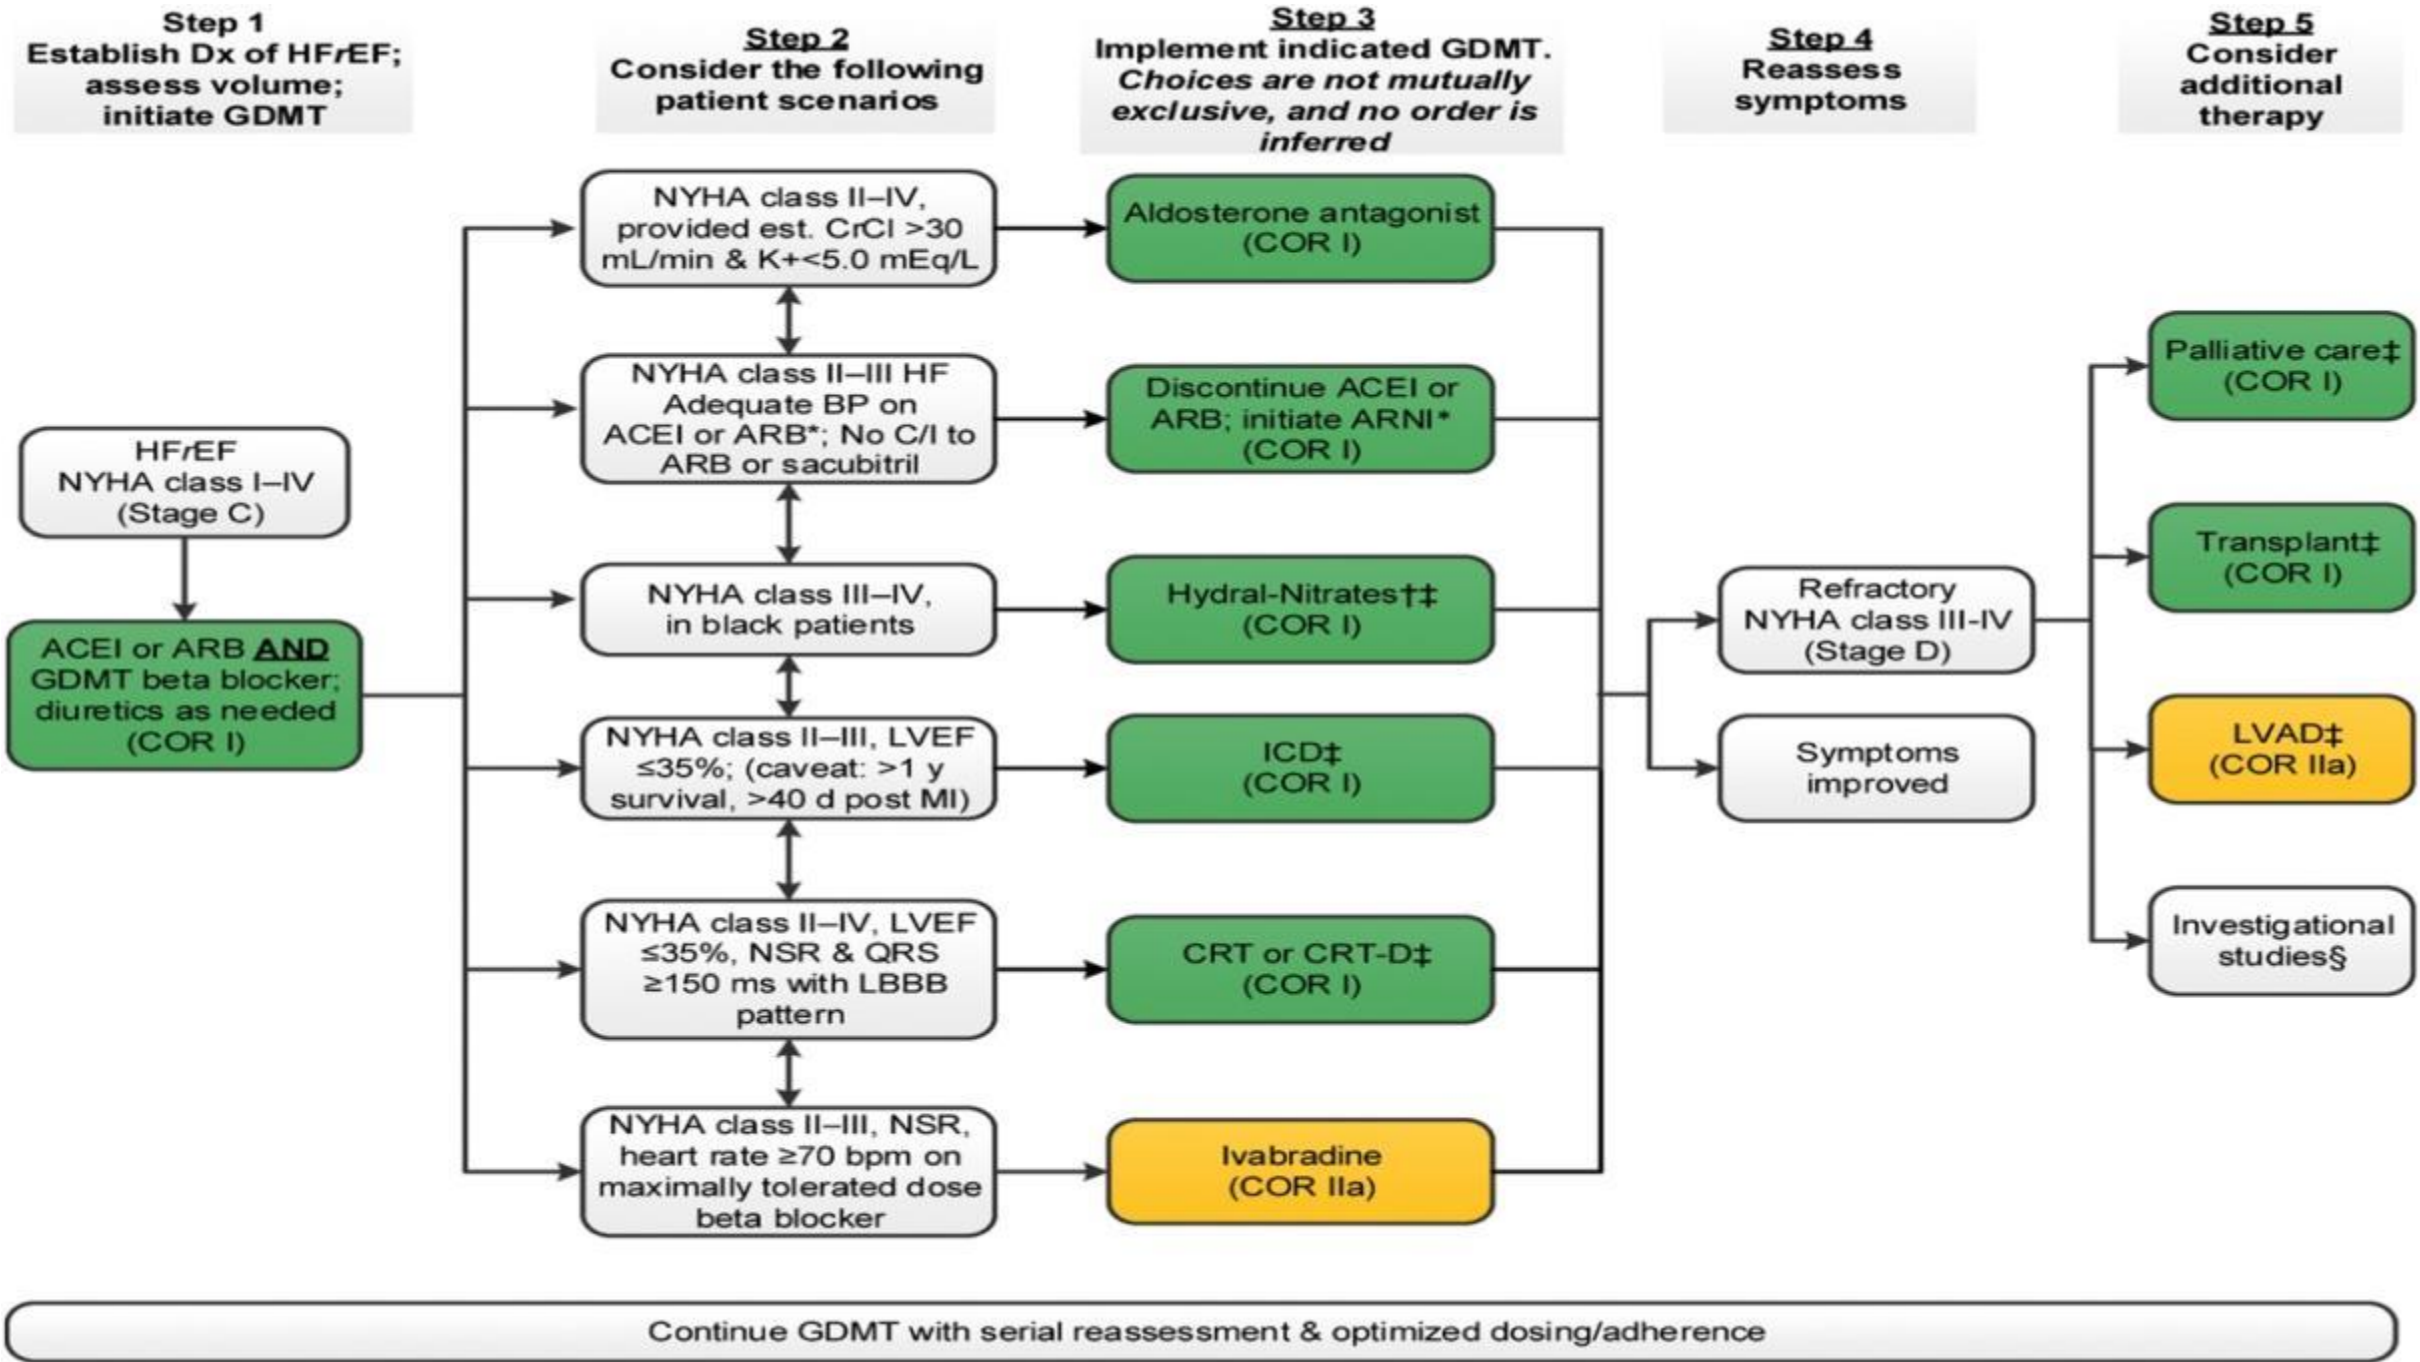 Step 1
Establish Dx of HFrEF;
assess volume;
initiate GDMT
Step 2
Consider the following
patient scenarios
Step 3
Implement indicated GDMT.
Choices are not mutually
exclusive, and no order is
inferred
Step 4
Reassess
symptoms
Step 5
Consider
additional
therapy
HFrEF
NYHA class I–IV
(Stage C)
ACEI or ARB AND
GDMT beta blocker;
diuretics as needed
(COR I)
NYHA class II–IV,
provided est. CrCl >30
mL/min & K+<5.0 mEq/L
NYHA class II–III HF
Adequate BP on
ACEI or ARB*; No C/I to
ARB or sacubitril
NYHA class III–IV,
in black patients
NYHA class II–III, LVEF
≤35%; (caveat: >1 y
survival, >40 d post MI)
NYHA class II–IV, LVEF
≤35%, NSR & QRS
≥150 ms with LBBB
pattern
NYHA class II–III, NSR,
heart rate ≥70 bpm on
maximally tolerated dose
beta blocker
Aldosterone antagonist
(COR I)
Discontinue ACEI or
ARB; initiate ARNI*
(COR I)
Hydral-Nitrates†‡
(COR I)
ICD‡
(COR I)
CRT or CRT-D‡
(COR I)
Ivabradine
(COR IIa)
Refractory
NYHA class III-IV
(Stage D)
Symptoms
improved
Palliative care‡
(COR I)
Transplant‡
(COR I)
LVAD‡
(COR IIa)
Investigational
studies§
Continue GDMT with serial reassessment & optimized dosing/adherence